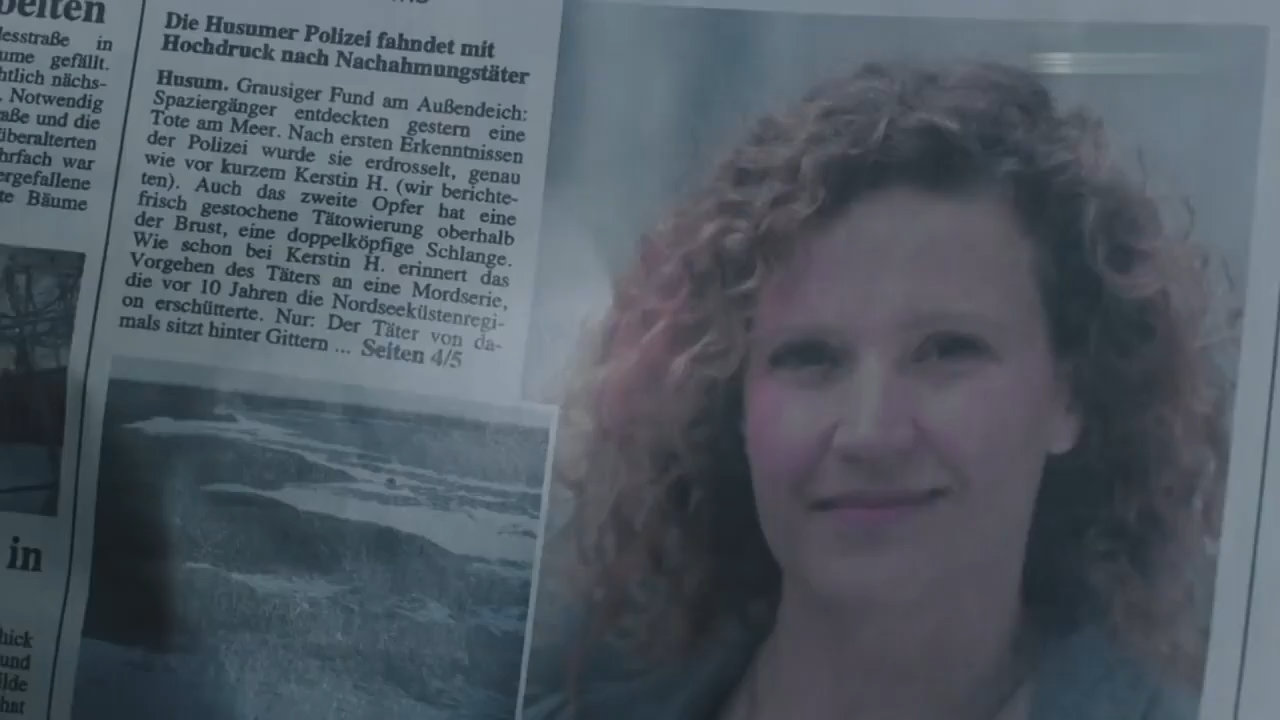 beiten
lesstraße in
ume gefällt.
htlich nächs-
. Notwendig
aße und die
überalterten
hrfach war
ergefallene
te Bäume
in
hick
und
ilde
hnt
Die Husumer Polizei fahndet mit
Hochdruck nach Nachahmungstäter
Husum. Grausiger Fund am Außendeich:
Spaziergänger entdeckten gestern eine
Tote am Meer. Nach ersten Erkenntnissen
der Polizei wurde sie erdrosselt, genau
wie vor kurzem Kerstin H. (wir berichte-
ten). Auch das zweite Opfer hat eine
frisch gestochene Tätowierung oberhalb
der Brust, eine doppelköpfige Schlange.
Wie schon bei Kerstin H. erinnert das
Vorgehen des Täters an eine Mordserie,
die vor 10 Jahren die Nordseeküstenregi-
on erschütterte. Nur: Der Täter von da-
mals sitzt hinter Gittern ... Seiten 4/5